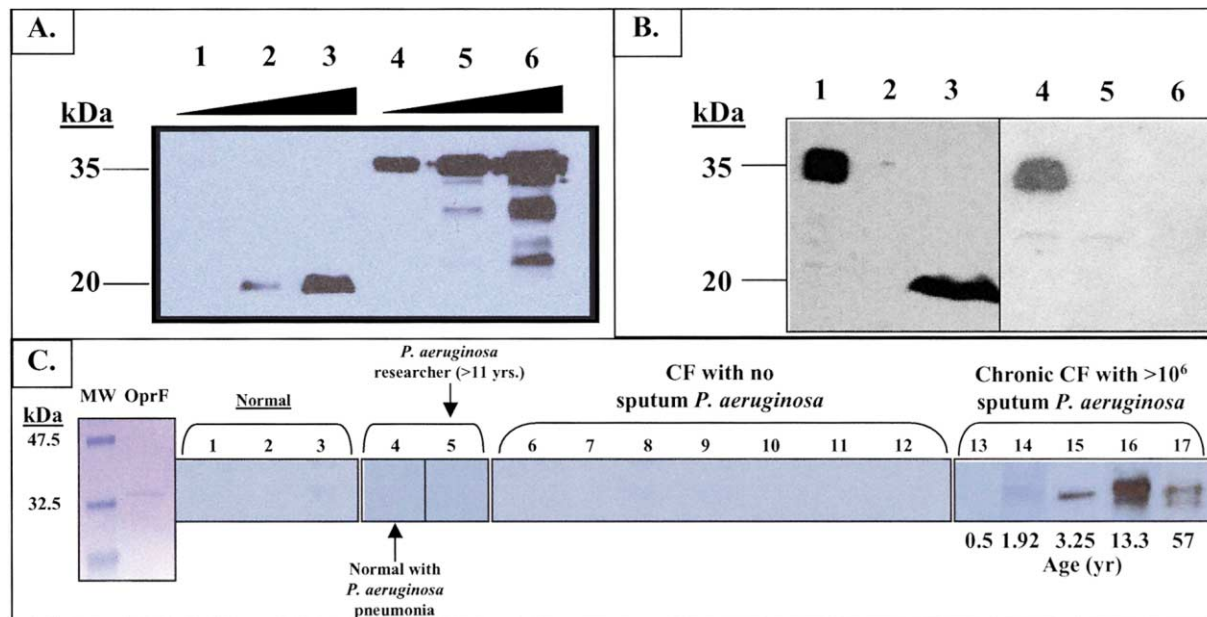 A.
1 2 3 4 5 6
kDa
35
20
B.
1 2 3 4 5 6
kDa
35
20
C.
P. aeruginosa
researcher (>11 yrs.)
CF with no
sputum P. aeruginosa
Chronic CF with >10⁶
sputum P. aeruginosa
MW OprF
kDa
Normal
47.5
32.5
1 2 3 4 5 6 7 8 9 10 11 12 13 14 15 16 17
0.5 1.92 3.25 13.3 57
Age (yr)
Normal with
P. aeruginosa
pneumonia